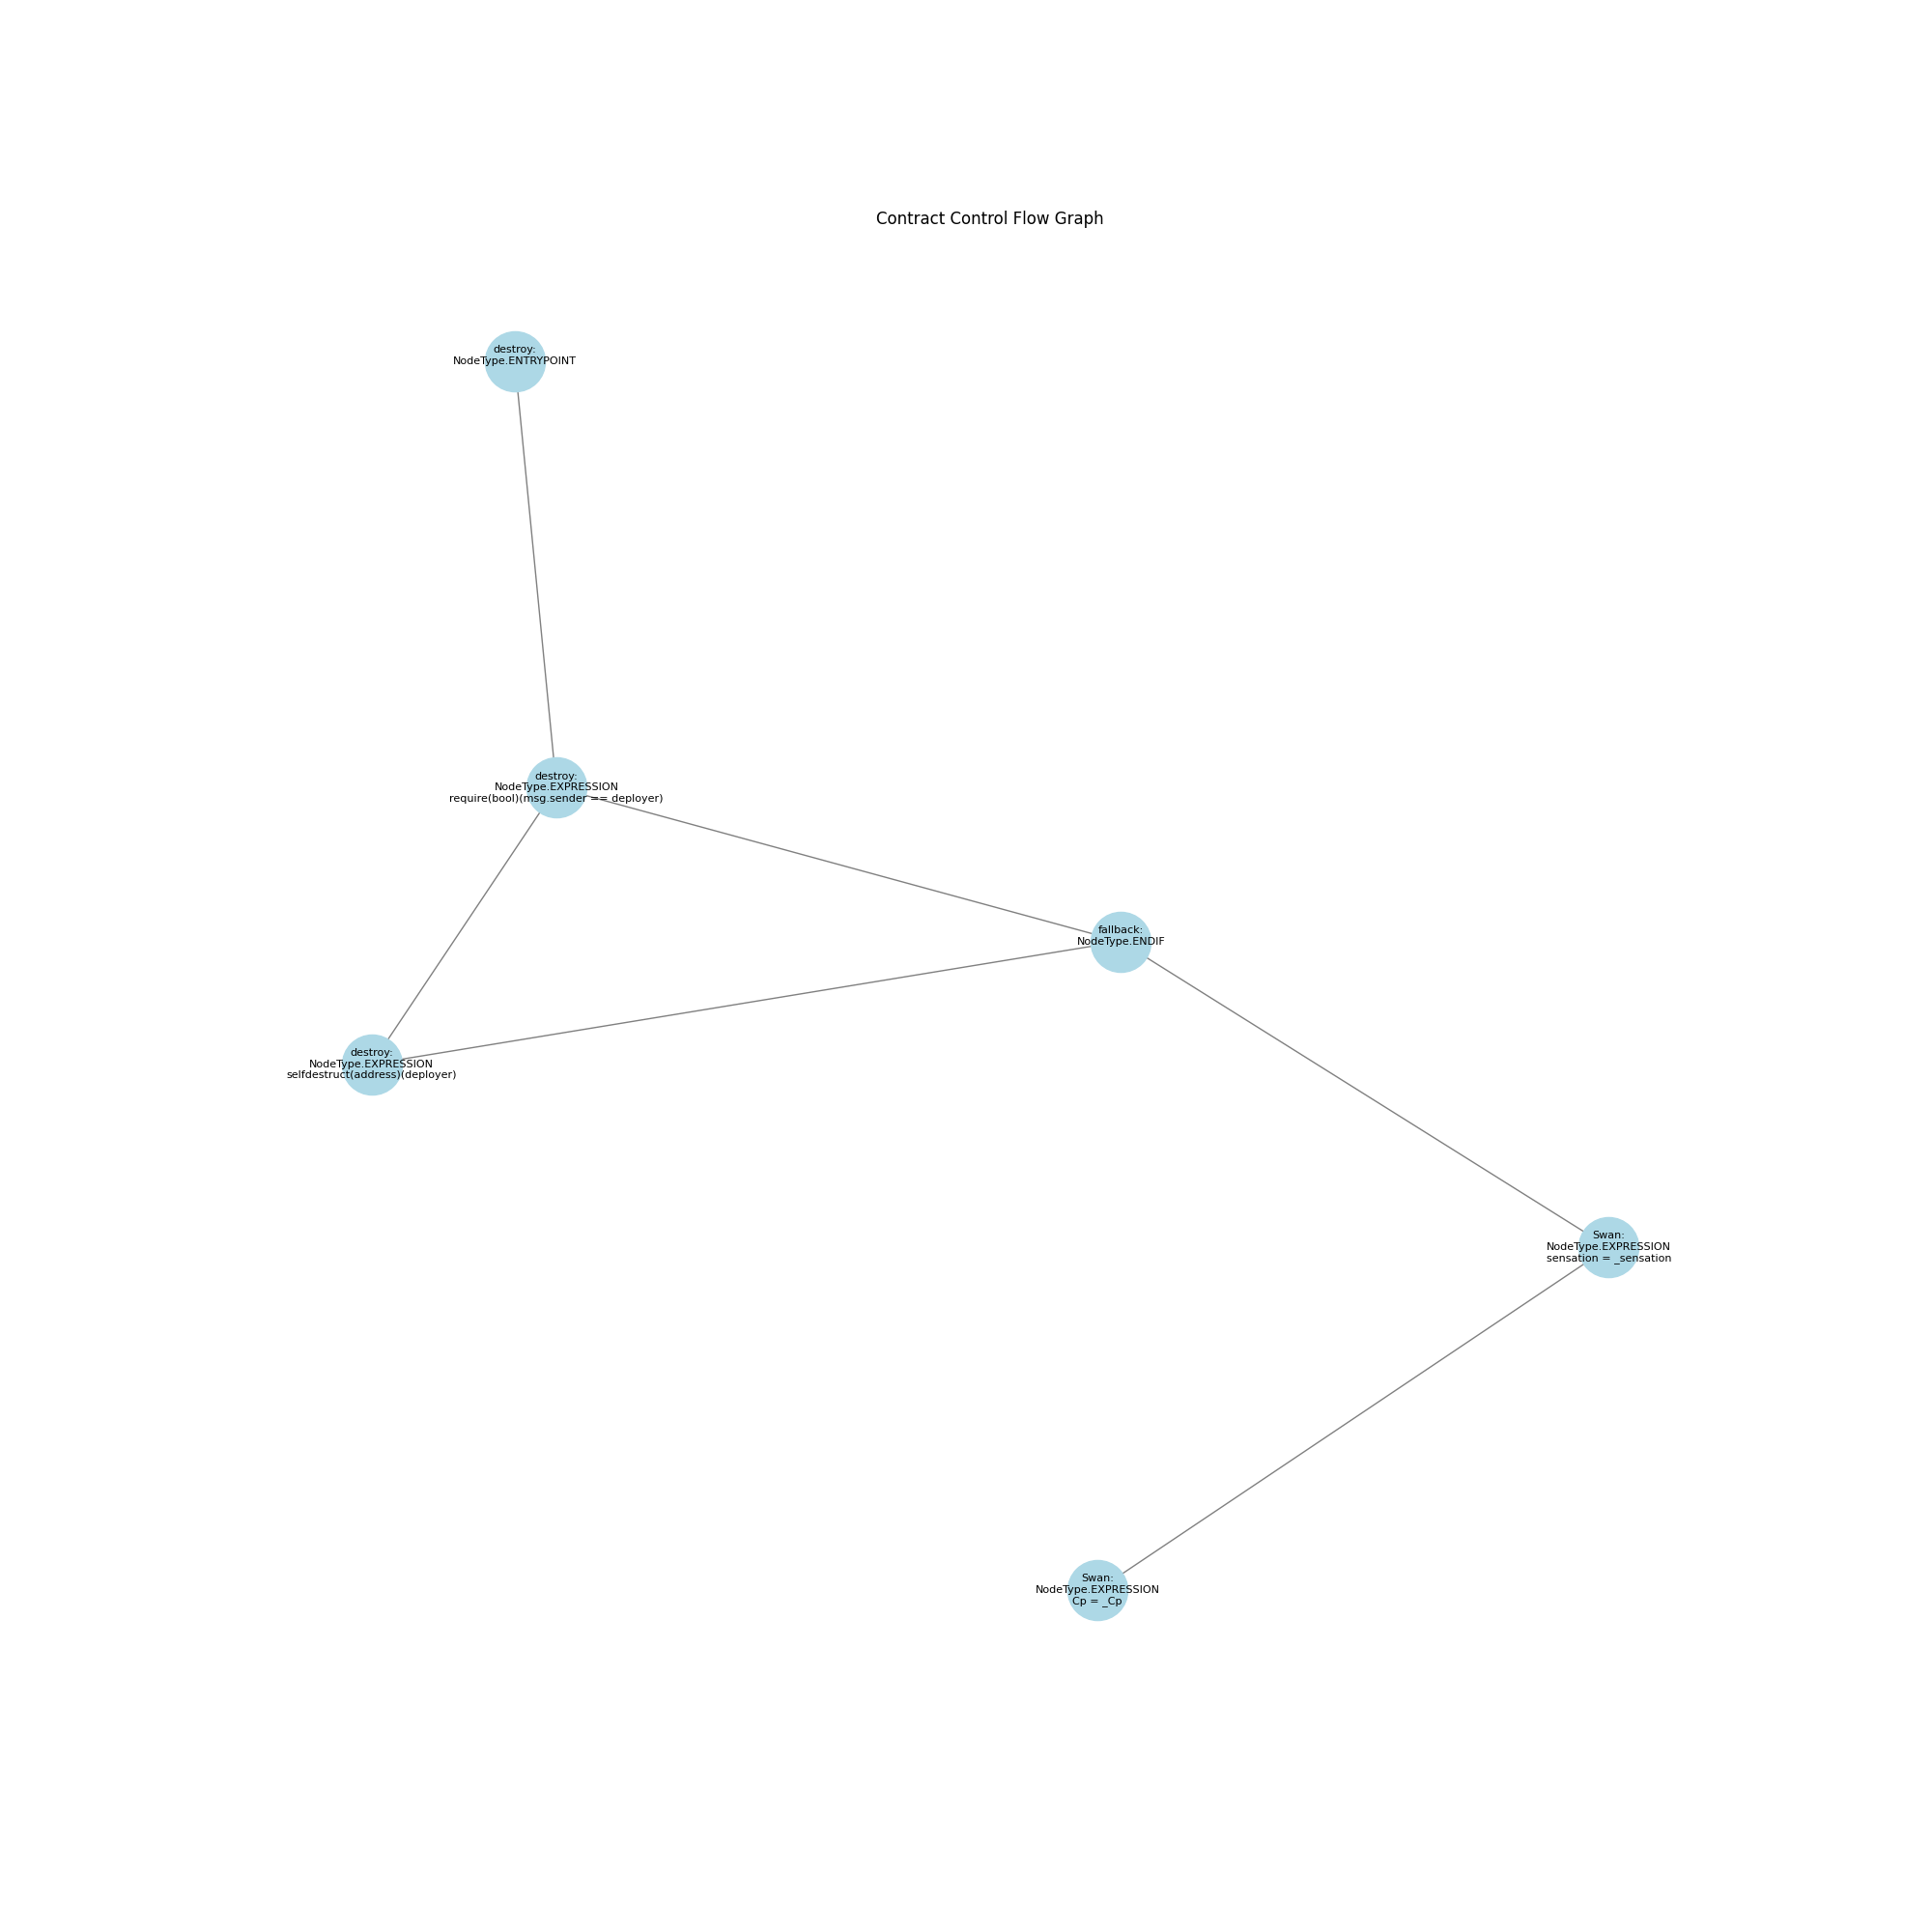 Contract Control Flow Graph
destroy:
NodeType.ENTRYPOINT
destroy:
NodeType.EXPRESSION
require(bool)(msg.sender == deployer)
fallback:
NodeType.ENDIF
destroy:
NodeType.EXPRESSION
selfdestruct(address)(deployer)
Swan:
NodeType.EXPRESSION
sensation = _sensation
Swan:
NodeType.EXPRESSION
Cp = _Cp